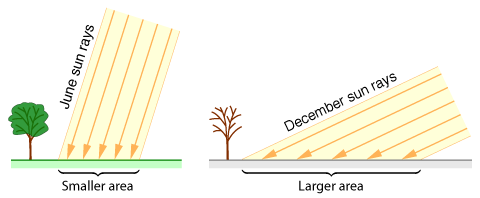 June sun rays
Smaller area
December sun rays
Larger area